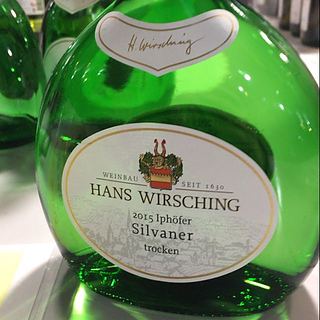 H. Wirsching
WEINBAU SEIT 1630
HANS WIRSCHING
2015 Iphöfer
Silvaner
trocken